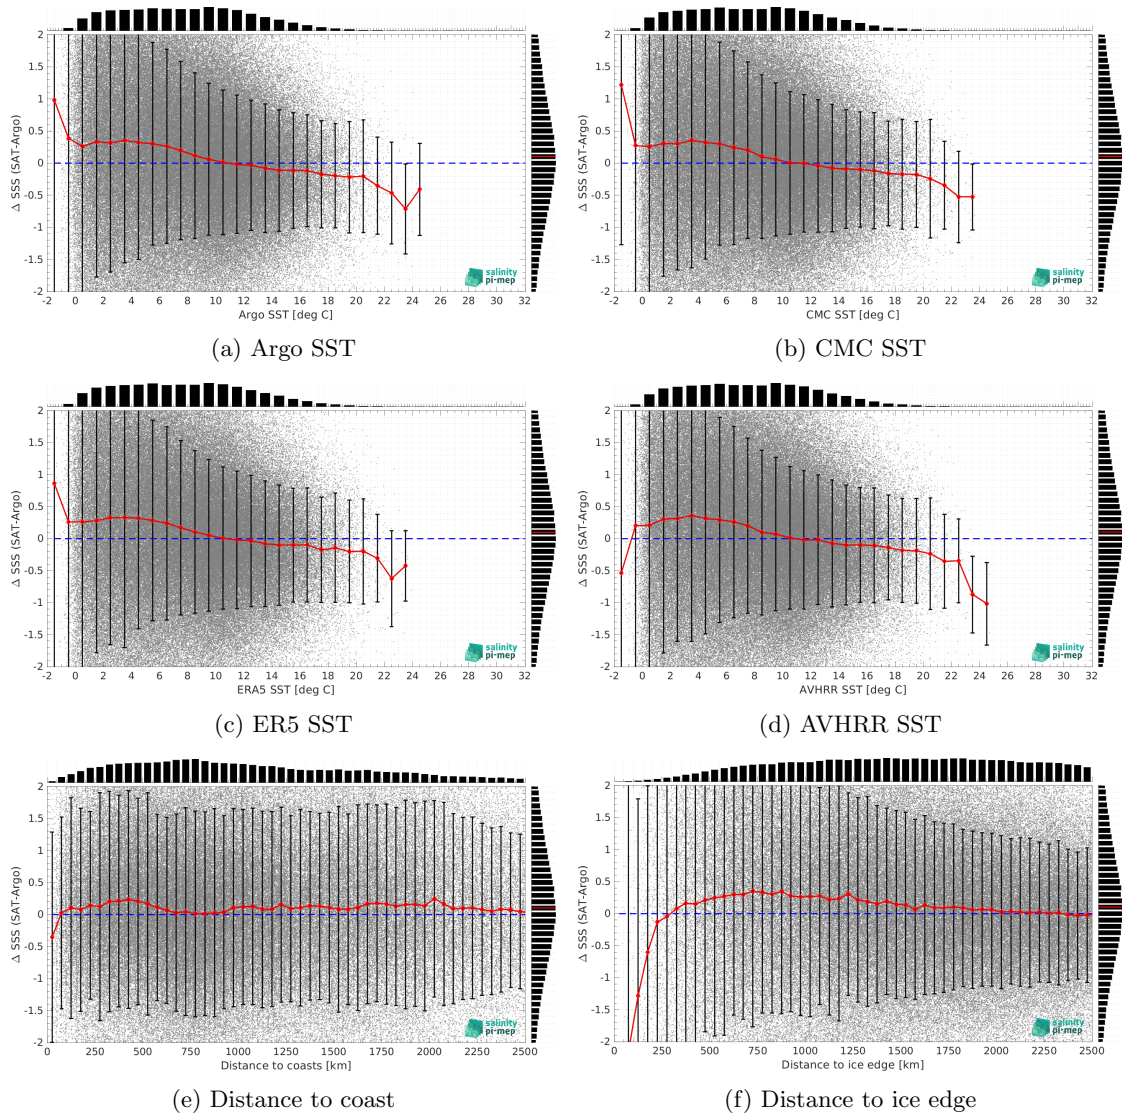 2
1.5
1
0.5
0
-0.5
-1
-1.5
-2
Δ SSS (SAT-Argo)
-2 0 2 4 6 8 10 12 14 16 18 20 22 24 26 28 30 32
Argo SST [deg C]
salinity
pi-mep
(a) Argo SST
2
1.5
1
0.5
0
-0.5
-1
-1.5
-2
Δ SSS (SAT-Argo)
-2 0 2 4 6 8 10 12 14 16 18 20 22 24 26 28 30 32
CMC SST [deg C]
salinity
pi-mep
(b) CMC SST
2
1.5
1
0.5
0
-0.5
-1
-1.5
-2
Δ SSS (SAT-Argo)
-2 0 2 4 6 8 10 12 14 16 18 20 22 24 26 28 30 32
ERA5 SST [deg C]
salinity
pi-mep
(c) ER5 SST
2
1.5
1
0.5
0
-0.5
-1
-1.5
-2
Δ SSS (SAT-Argo)
-2 0 2 4 6 8 10 12 14 16 18 20 22 24 26 28 30 32
AVHRR SST [deg C]
salinity
pi-mep
(d) AVHRR SST
2
1.5
1
0.5
0
-0.5
-1
-1.5
-2
Δ SSS (SAT-Argo)
0 250 500 750 1000 1250 1500 1750 2000 2250 2500
Distance to coasts [km]
salinity
pi-mep
(e) Distance to coast
2
1.5
1
0.5
0
-0.5
-1
-1.5
-2
Δ SSS (SAT-Argo)
0 250 500 750 1000 1250 1500 1750 2000 2250 2500
Distance to ice edge [km]
salinity
pi-mep
(f) Distance to ice edge